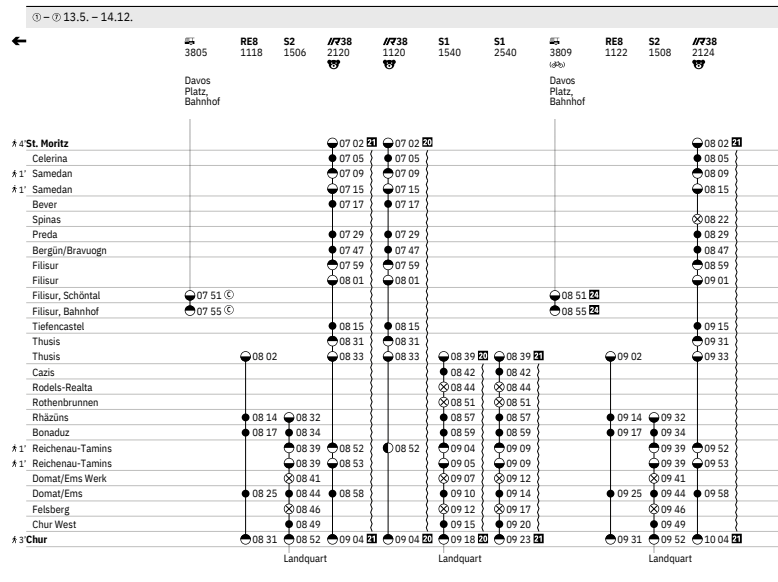 ① – ⑦ 13.5. – 14.12.
RE8 S2 IR38 IR38 S1 S1 RE8 S2 IR38
3805 1118 1506 2120 1120 1540 2540 3809 1122 1508 2124
Davos Platz, Bahnhof Davos Platz, Bahnhof
4' St. Moritz 07 02 21 07 02 20 08 02 21
Celerina 07 05 07 05 08 05
1' Samedan 07 09 07 09 08 09
1' Samedan 07 15 07 15 08 15
Bever 07 17 07 17
Spinas 08 22
Preda 07 29 07 29 08 29
Bergün/Bravuogn 07 47 07 47 08 47
Filisur 07 59 07 59 08 59
Filisur 08 01 08 01 09 01
Filisur, Schöntal 07 51 Ⓒ 08 51 24
Filisur, Bahnhof 07 55 Ⓒ 08 55 24
Tiefencastel 08 15 08 15 09 15
Thusis 08 31 08 31 09 31
Thusis 08 02 08 33 08 33 08 39 20 08 39 21 09 02 09 33
Cazis 08 42 08 42
Rodels-Realta 08 44 08 44
Rothenbrunnen 08 51 08 51
Rhäzüns 08 14 08 32 08 57 08 57 09 14 09 32
Bonaduz 08 17 08 34 08 59 08 59 09 17 09 34
1' Reichenau-Tamins 08 39 08 52 08 52 09 04 09 09 09 39 09 52
1' Reichenau-Tamins 08 39 08 53 09 05 09 09 09 39 09 53
Domat/Ems Werk 08 41 09 07 09 12 09 41
Domat/Ems 08 25 08 44 08 58 09 10 09 14 09 25 09 44 09 58
Felsberg 08 46 09 12 09 17 09 46
Chur West 08 49 09 15 09 20 09 49
3' Chur 08 31 08 52 09 04 21 09 04 20 09 18 20 09 23 21 09 31 09 52 10 04 21
Landquart Landquart Landquart